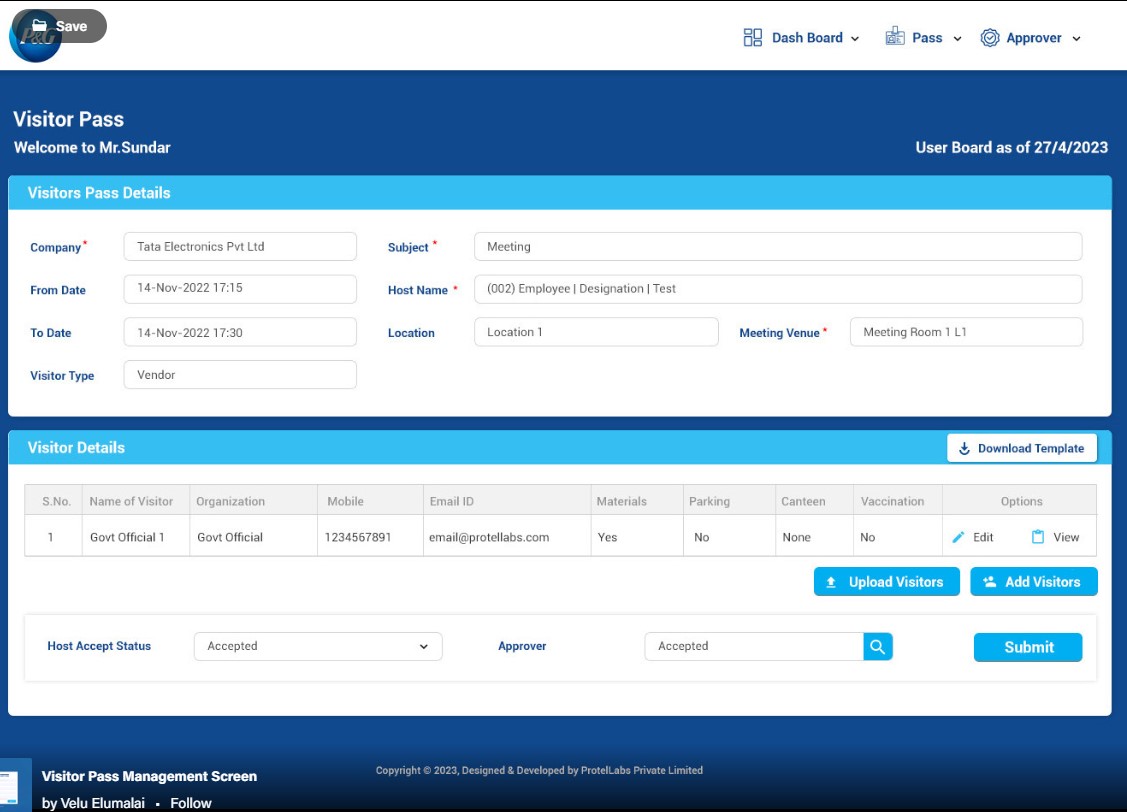 Save
P&G
Dash Board
Pass
Approver
Visitor Pass
Welcome to Mr.Sundar
User Board as of 27/4/2023
Visitors Pass Details
Company* Tata Electronics Pvt Ltd Subject * Meeting
From Date 14-Nov-2022 17:15 Host Name * (002) Employee | Designation | Test
To Date 14-Nov-2022 17:30 Location Location 1 Meeting Venue* Meeting Room 1 L1
Visitor Type Vendor
Visitor Details
Download Template
S.No. Name of Visitor Organization Mobile Email ID Materials Parking Canteen Vaccination Options
1 Govt Official 1 Govt Official 1234567891 email@protellabs.com Yes No None No Edit View
Upload Visitors Add Visitors
Host Accept Status Accepted Approver Accepted Submit
Copyright © 2023, Designed & Developed by ProtelLabs Private Limited
Visitor Pass Management Screen
by Velu Elumalai • Follow